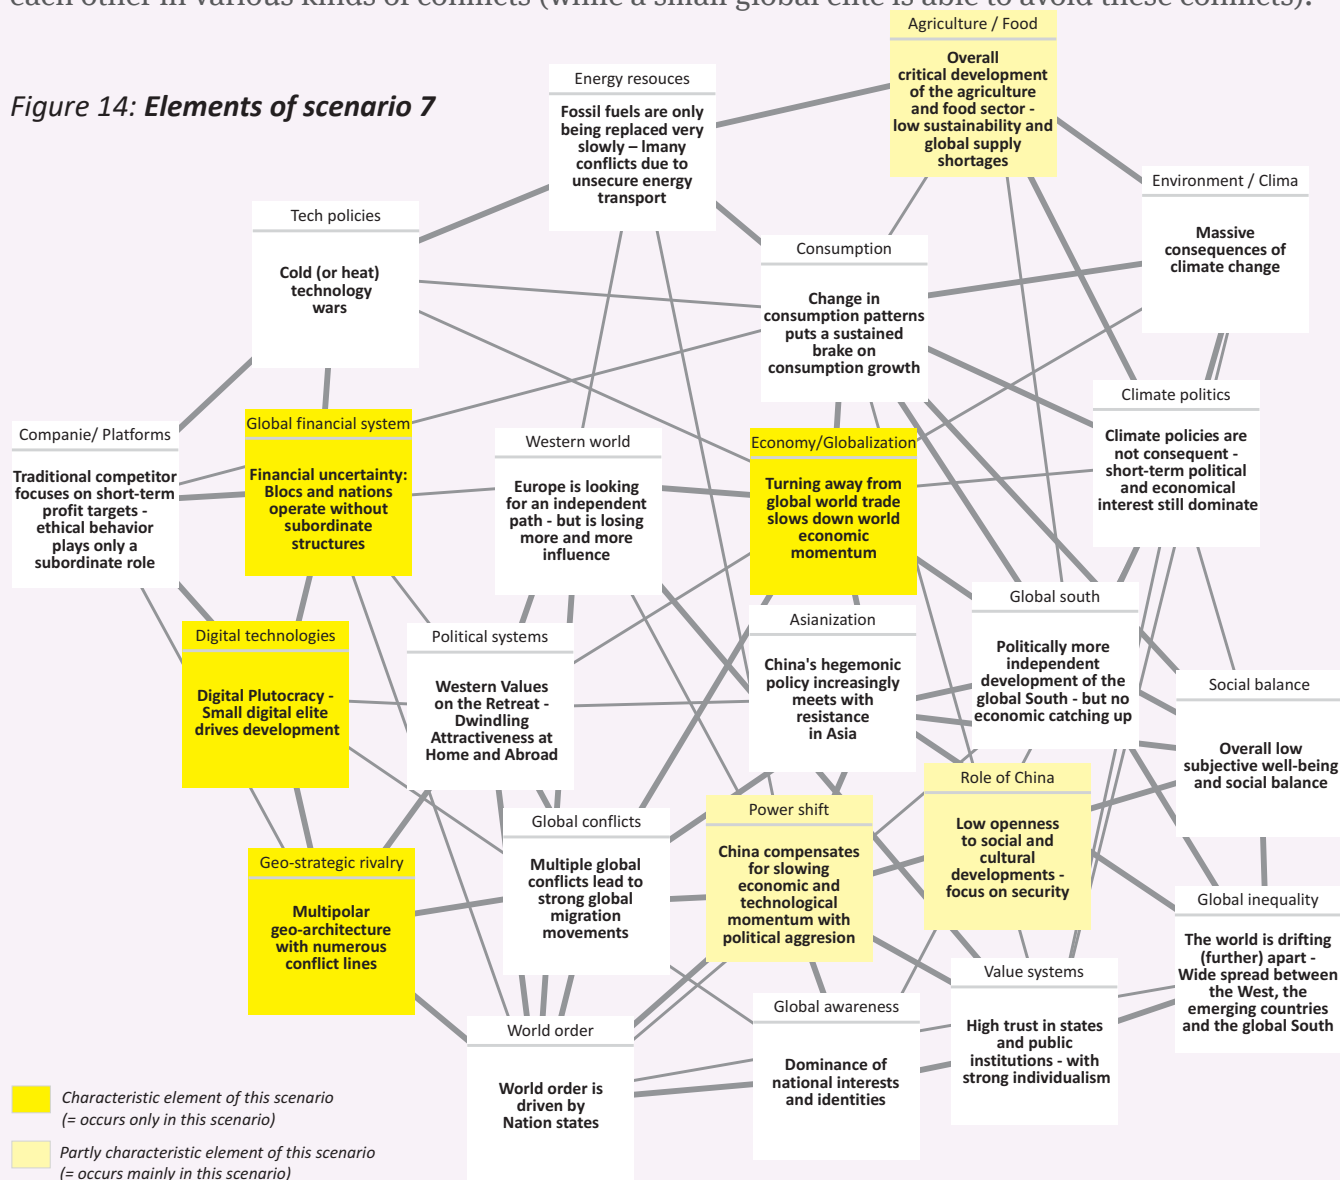 each other in various kinds of conflicts (while a small global elite is able to avoid these conflicts).
Figure 14: Elements of scenario 7
Agriculture / Food
Overall
critical development
of the agriculture
and food sector -
low sustainability and
global supply
shortages
Energy resouces
Fossil fuels are only
being replaced very
slowly – lmany
conflicts due to
unsecure energy
transport
Environment / Clima
Massive
consequences of
climate change
Tech policies
Cold (or heat)
technology
wars
Consumption
Change in
consumption patterns
puts a sustained
brake on
consumption growth
Climate politics
Climate policies are
not consequent -
short-term political
and economical
interest still dominate
Companie/ Platforms
Traditional competitor
focuses on short-term
profit targets -
ethical behavior
plays only a
subordinate role
Global financial system
Financial uncertainty:
Blocs and nations
operate without
subordinate
structures
Western world
Europe is looking
for an independent
path - but is losing
more and more
influence
Economy/Globalization
Turning away from
global world trade
slows down world
economic
momentum
Global south
Politically more
independent
development of the
global South - but no
economic catching up
Asianization
China's hegemonic
policy increasingly
meets with
resistance
in Asia
Digital technologies
Digital Plutocracy -
Small digital elite
drives development
Political systems
Western Values
on the Retreat -
Dwindling
Attractiveness at
Home and Abroad
Social balance
Overall low
subjective well-being
and social balance
Role of China
Low openness
to social and
cultural
developments -
focus on security
Power shift
China compensates
for slowing
economic and
technological
momentum with
political aggresion
Global conflicts
Multiple global
conflicts lead to
strong global
migration
movements
Geo-strategic rivalry
Multipolar
geo-architecture
with numerous
conflict lines
Global inequality
The world is drifting
(further) apart -
Wide spread between
the West, the
emerging countries
and the global South
Value systems
High trust in states
and public
institutions - with
strong individualism
Global awareness
Dominance of
national interests
and identities
World order
World order is
driven by
Nation states
Characteristic element of this scenario
(= occurs only in this scenario)
Partly characteristic element of this scenario
(= occurs mainly in this scenario)